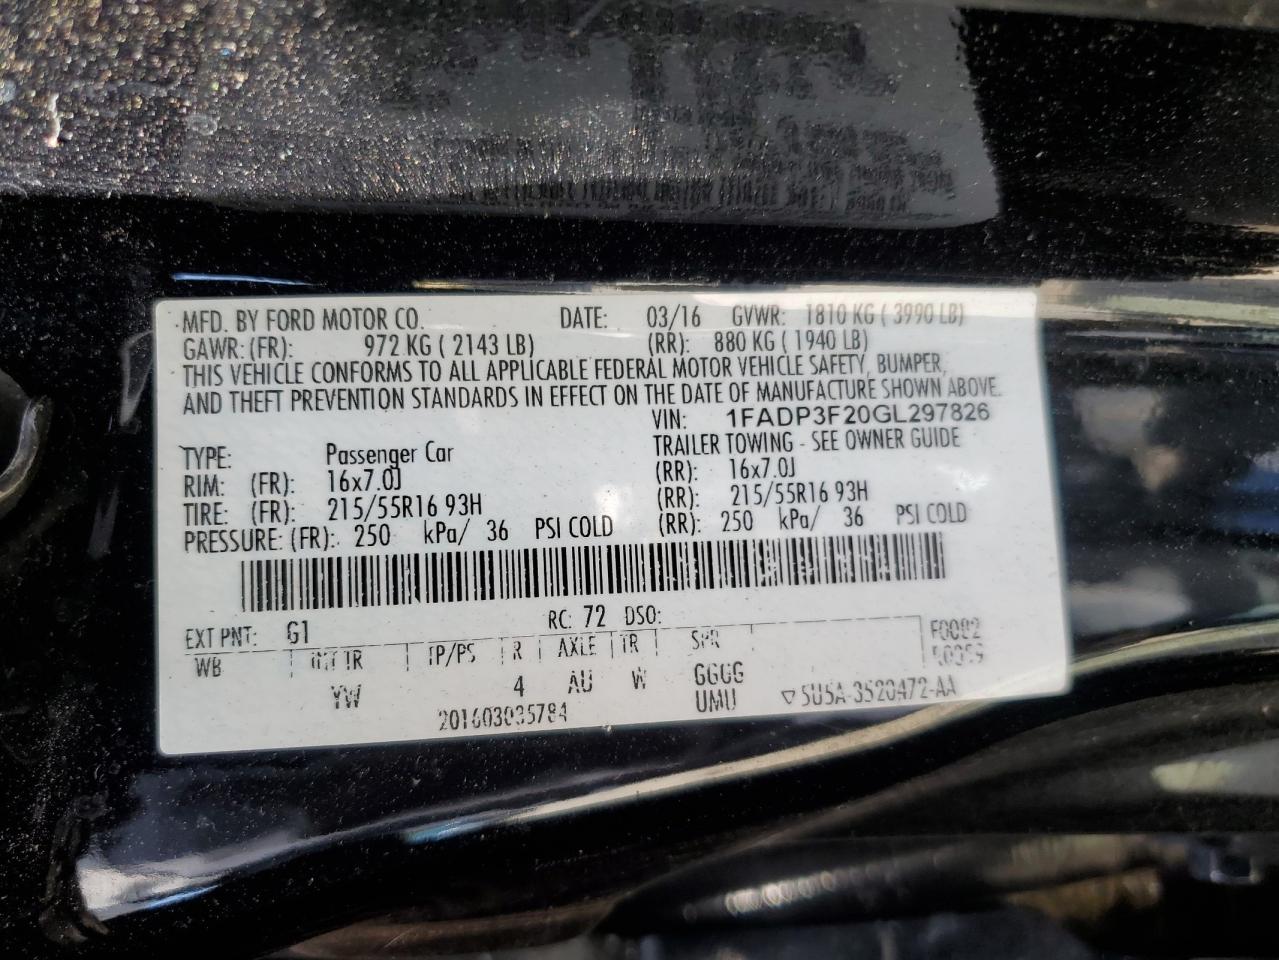 MFD. BY FORD MOTOR CO. DATE: 03/16 GVWR: 1810 KG ( 3990 LB)
GAWR: (FR): 972 KG ( 2143 LB) (RR): 880 KG ( 1940 LB)
THIS VEHICLE CONFORMS TO ALL APPLICABLE FEDERAL MOTOR VEHICLE SAFETY, BUMPER,
AND THEFT PREVENTION STANDARDS IN EFFECT ON THE DATE OF MANUFACTURE SHOWN ABOVE.
VIN: 1FADP3F20GL297826
TYPE: Passenger Car TRAILER TOWING - SEE OWNER GUIDE
RIM: (FR): 16x7.0J (RR): 16x7.0J
TIRE: (FR): 215/55R16 93H (RR): 215/55R16 93H
PRESSURE: (FR): 250 kPa/ 36 PSI COLD (RR): 250 kPa/ 36 PSI COLD
EXT PNT: G1 RC: 72 DSO:
WB INT TR TP/PS R AXLE TR SPR
YW 4 AU W GGGG
UMU
201603035784 ▽5U5A-3520472-AA